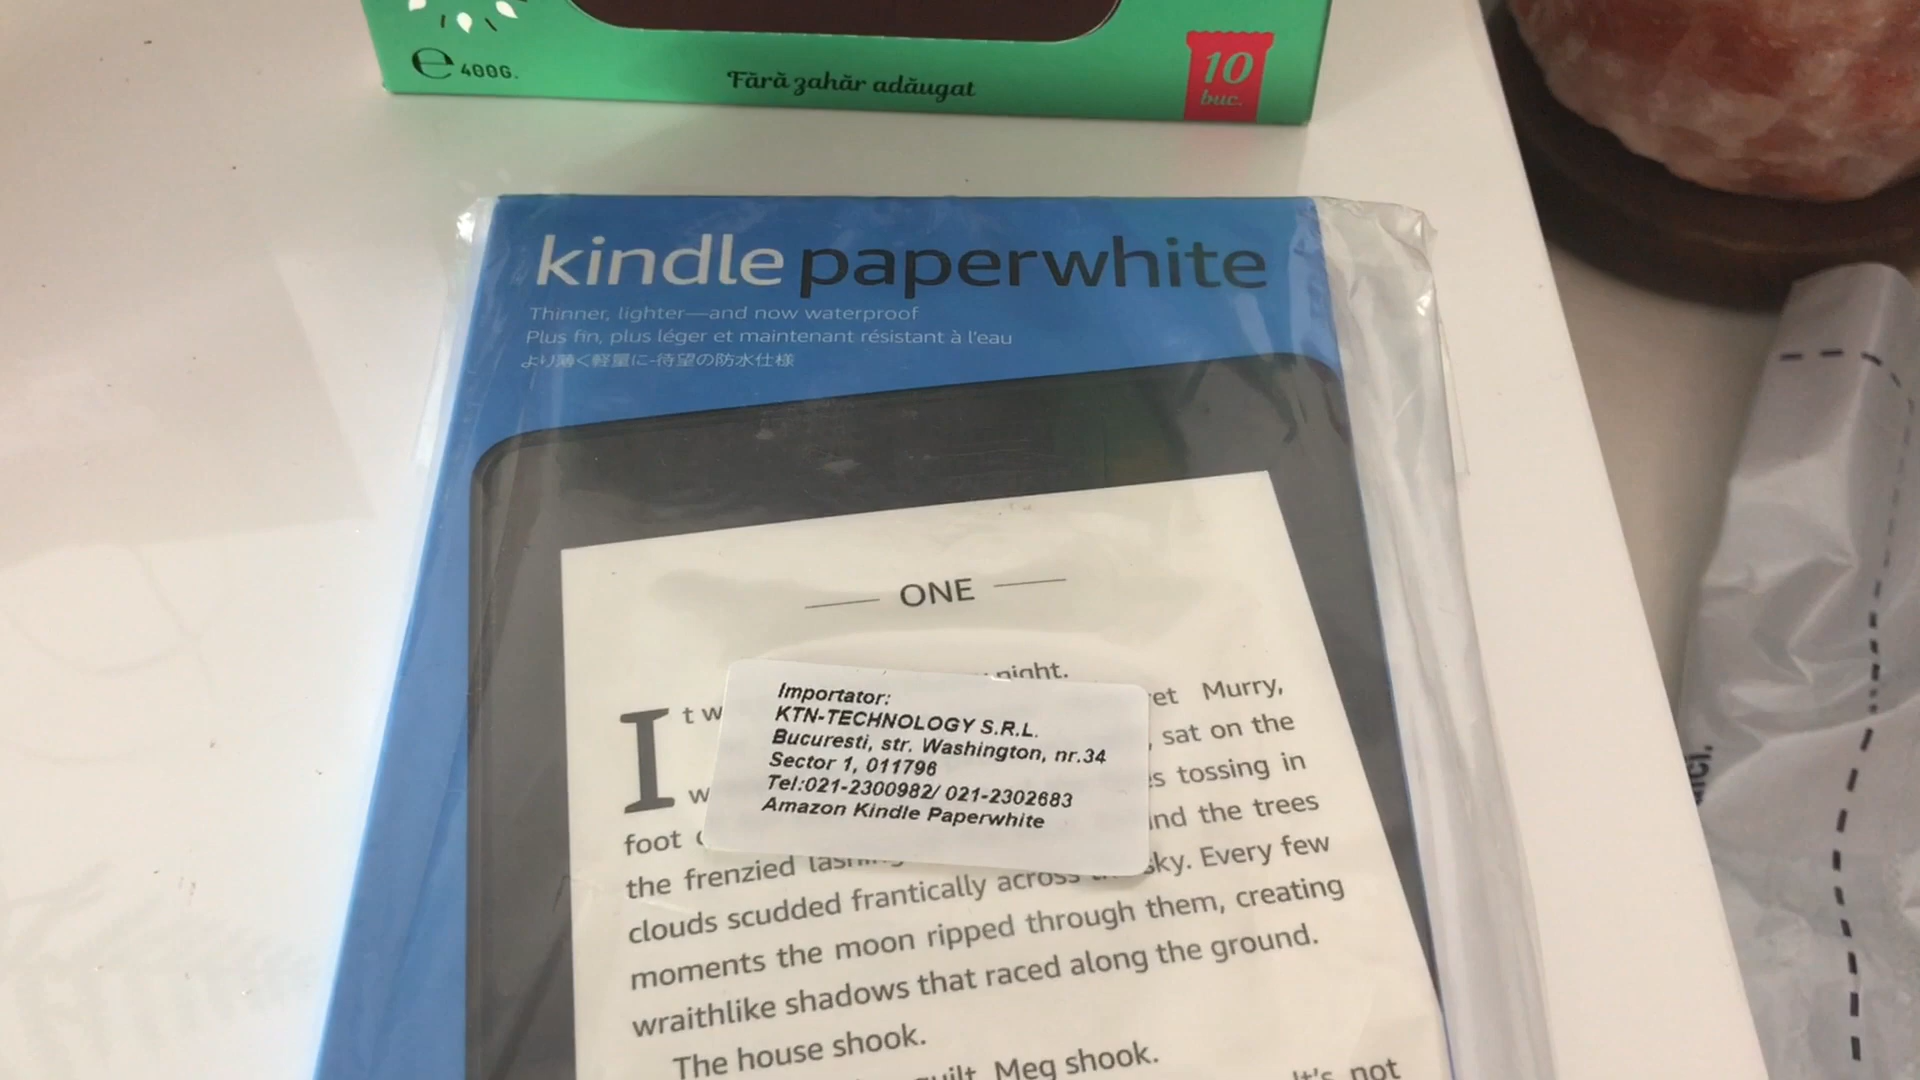 400G.
Fără zahăr adăugat
10
buc.
kindle paperwhite
Thinner, lighter—and now waterproof
Plus fin, plus léger et maintenant résistant à l'eau
より薄く軽量に-待望の防水仕様
ONE
night.
Importator:
KTN-TECHNOLOGY S.R.L.
Bucuresti, str. Washington, nr.34
Sector 1, 011796
Tel:021-2300982/ 021-2302683
Amazon Kindle Paperwhite
It w
Murry,
, sat on the
tossing in
the trees
foot
the frenzied
sky. Every few
clouds scudded frantically across
moments the moon ripped through them, creating
wraithlike shadows that raced along the ground.
The house shook.
Meg shook.
It's not